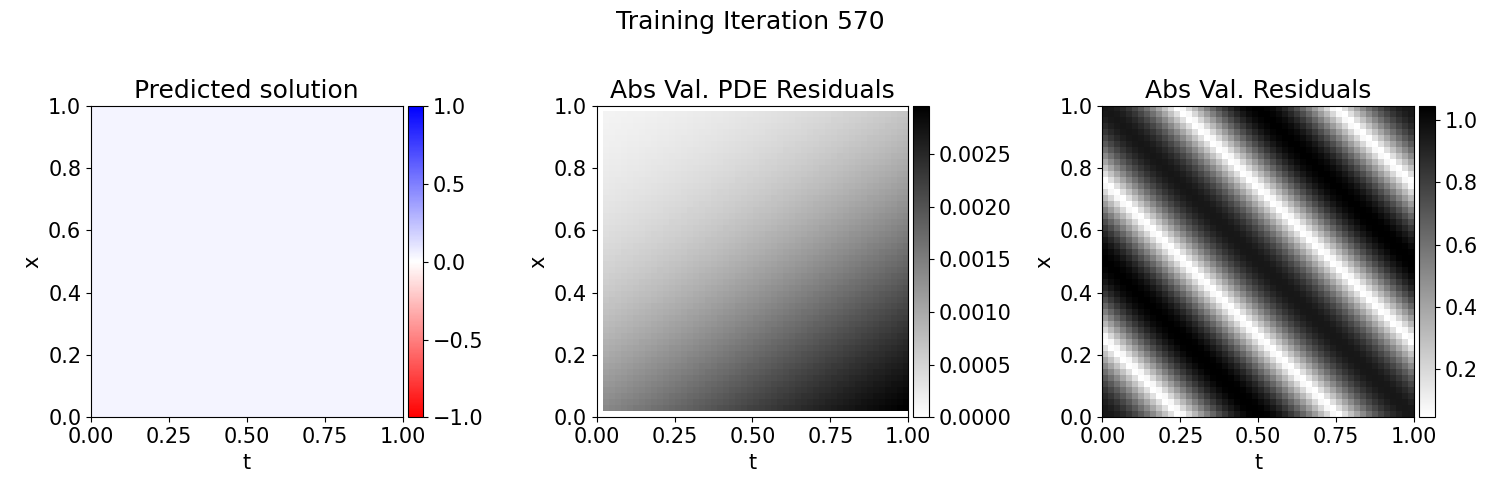 Training Iteration 570
Predicted solution
1.0
0.8
0.6
0.4
0.2
0.0
x
0.00 0.25 0.50 0.75 1.00
t
1.0
0.5
0.0
−0.5
−1.0
Abs Val. PDE Residuals
1.0
0.8
0.6
0.4
0.2
0.0
x
0.00 0.25 0.50 0.75 1.00
t
0.0025
0.0020
0.0015
0.0010
0.0005
0.0000
Abs Val. Residuals
1.0
0.8
0.6
0.4
0.2
0.0
x
0.00 0.25 0.50 0.75 1.00
t
1.0
0.8
0.6
0.4
0.2